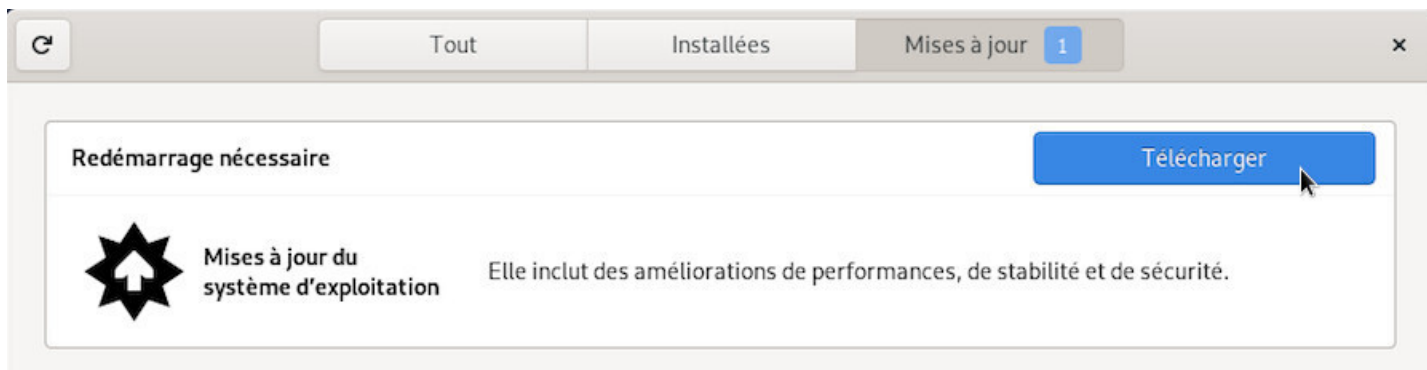 Tout Installées Mises à jour 1
Redémarrage nécessaire Télécharger
Mises à jour du
système d'exploitation
Elle inclut des améliorations de performances, de stabilité et de sécurité.